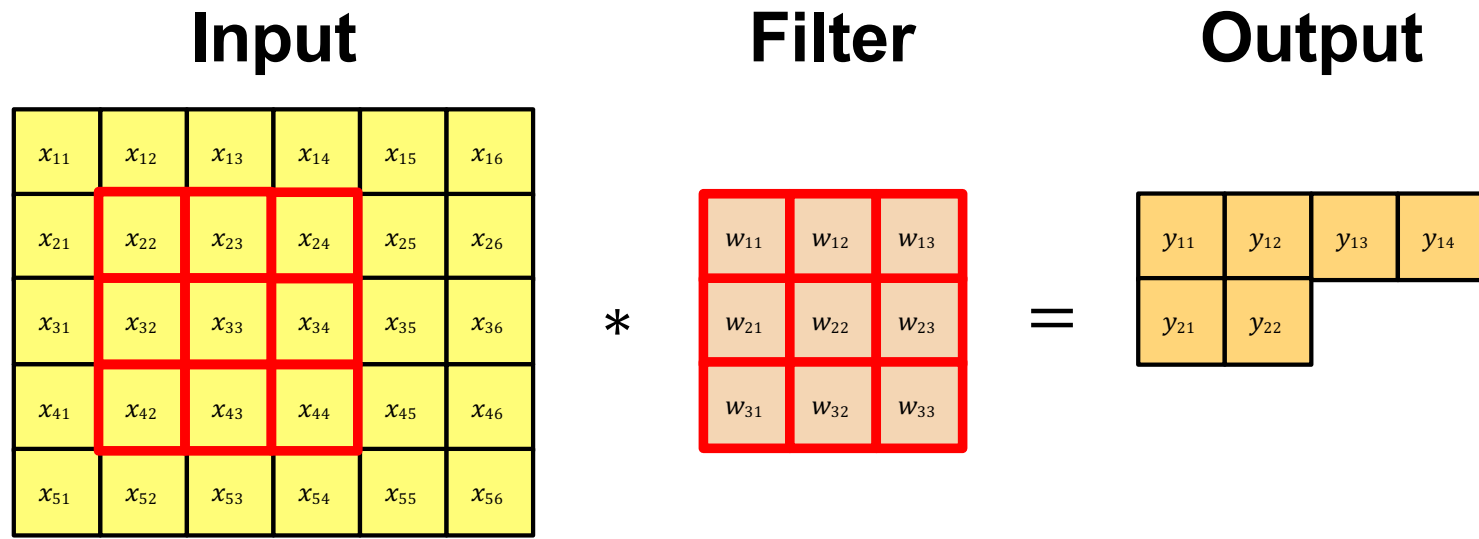 Input Filter Output
x11 x12 x13 x14 x15 x16
x21 x22 x23 x24 x25 x26 w11 w12 w13 y11 y12 y13 y14
x31 x32 x33 x34 x35 x36 * w21 w22 w23 = y21 y22
x41 x42 x43 x44 x45 x46 w31 w32 w33
x51 x52 x53 x54 x55 x56